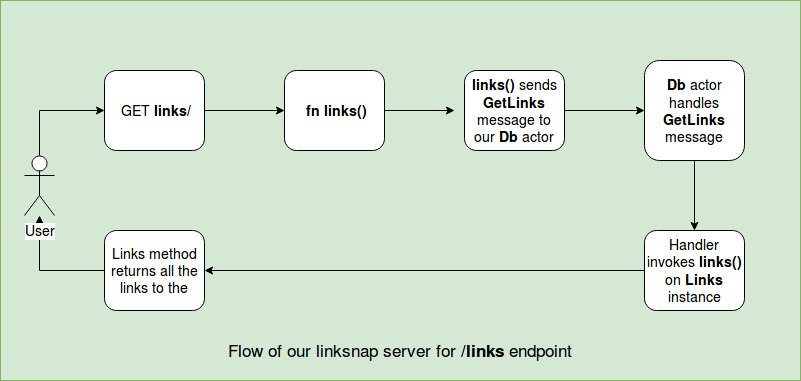 GET links/
fn links()
links() sends
GetLinks
message to
our Db actor
Db actor
handles
GetLinks
message
User
Links method
returns all the
links to the
Handler
invokes links()
on Links
instance
Flow of our linksnap server for /links endpoint